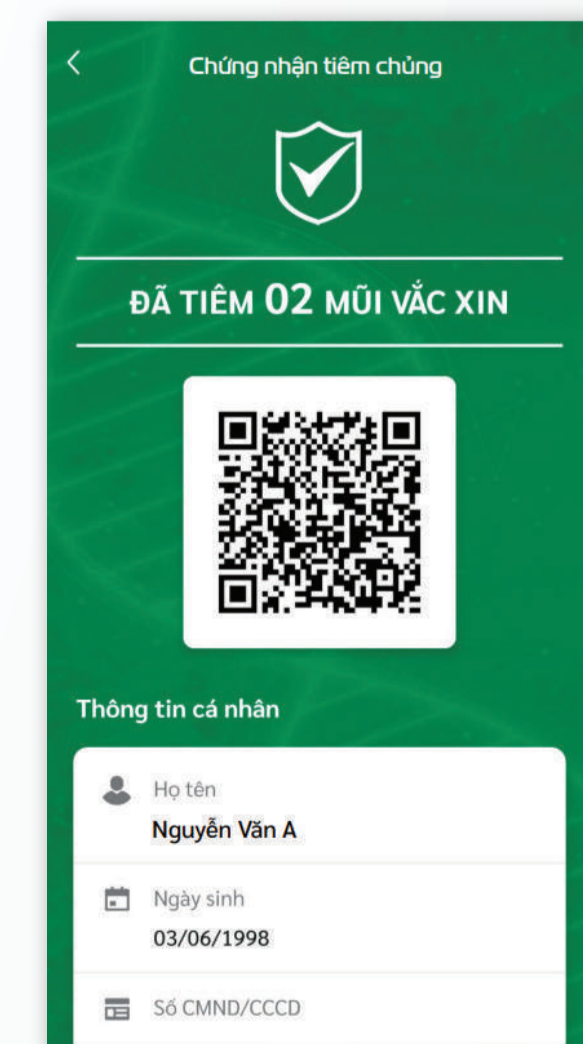 Chứng nhận tiêm chủng
ĐÃ TIÊM 02 MŨI VẮC XIN
Thông tin cá nhân
Họ tên
Nguyễn Văn A
Ngày sinh
03/06/1998
Số CMND/CCCD